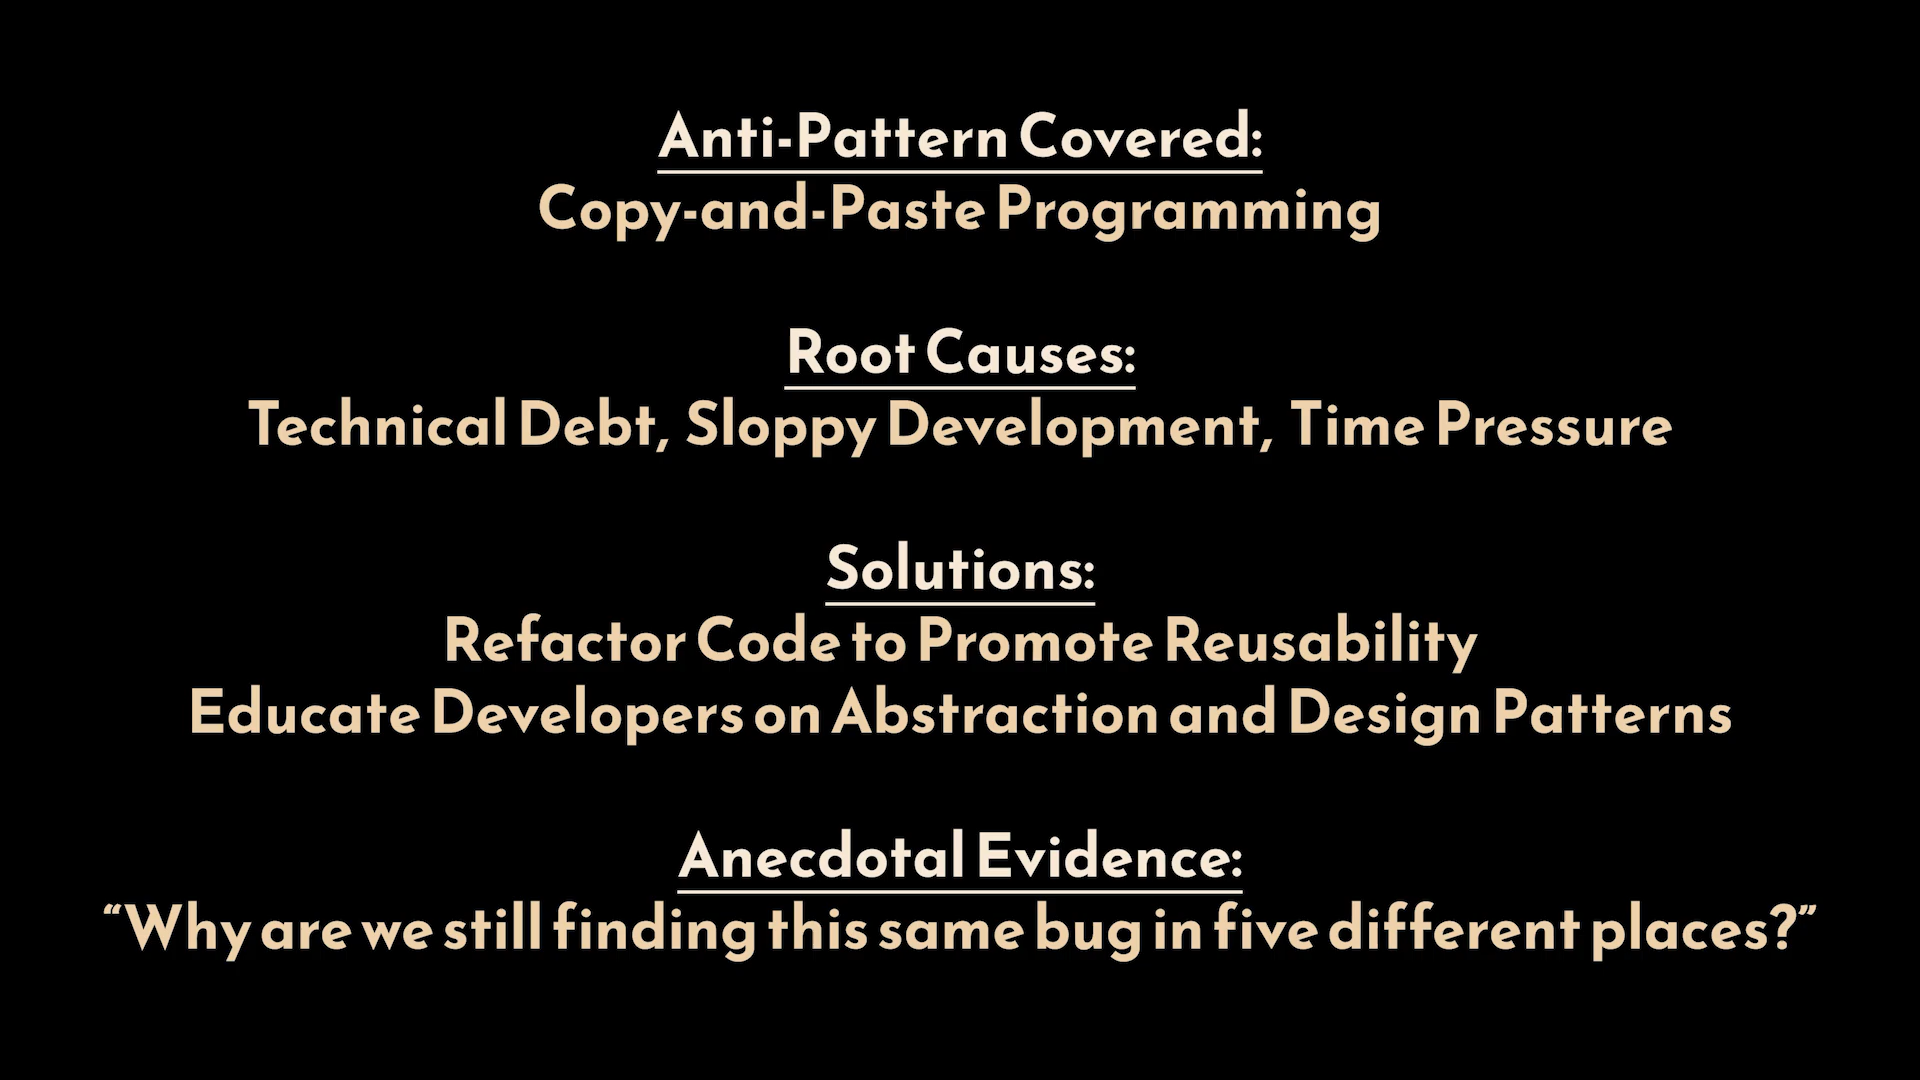 Anti-Pattern Covered:
Copy-and-Paste Programming
Root Causes:
Technical Debt, Sloppy Development, Time Pressure
Solutions:
Refactor Code to Promote Reusability
Educate Developers on Abstraction and Design Patterns
Anecdotal Evidence:
“Why are we still finding this same bug in five different places?”